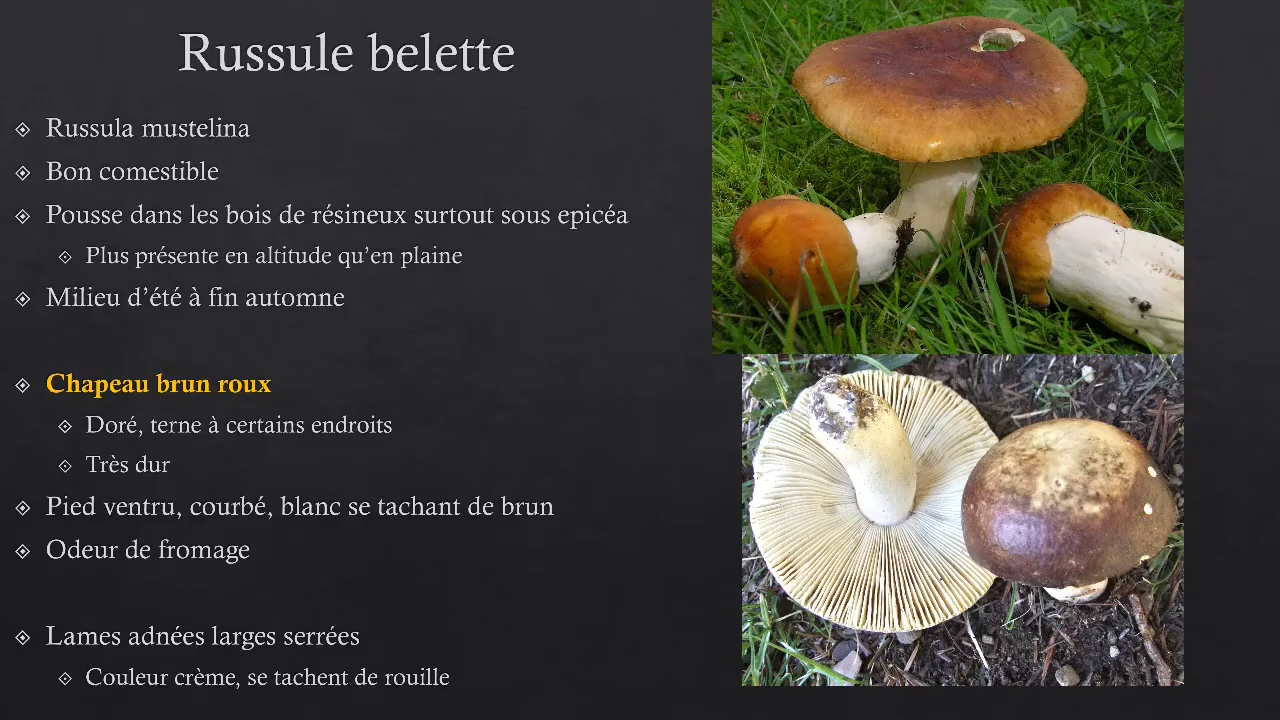 Russule belette
Russula mustelina
Bon comestible
Pousse dans les bois de résineux surtout sous epicéa
Plus présente en altitude qu’en plaine
Milieu d’été à fin automne
Chapeau brun roux
Doré, terne à certains endroits
Très dur
Pied ventru, courbé, blanc se tachant de brun
Odeur de fromage
Lames adnées larges serrées
Couleur crème, se tachent de rouille